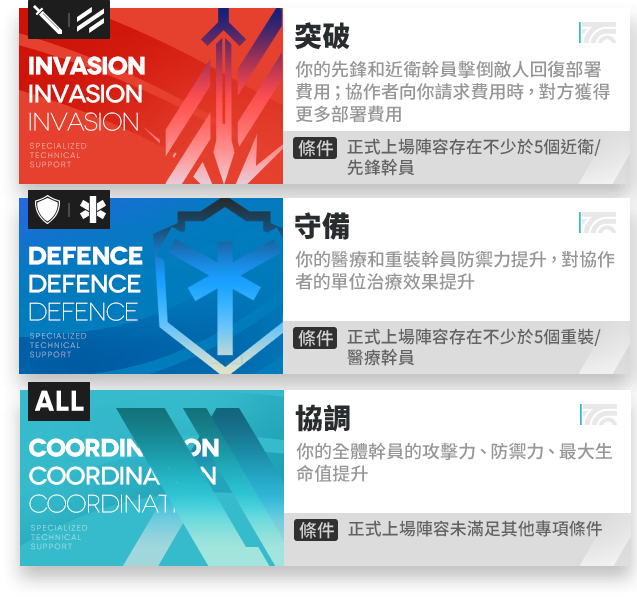 INVASION
INVASION
INVASION
SPECIALIZED
TECHNICAL
SUPPORT
突破
你的先鋒和近衛幹員擊倒敵人回復部署
費用；協作者向你請求費用時，對方獲得
更多部署費用
條件 正式上場陣容存在不少於5個近衛/
先鋒幹員
DEFENCE
DEFENCE
DEFENCE
SPECIALIZED
TECHNICAL
SUPPORT
守備
你的醫療和重裝幹員防禦力提升，對協作
者的單位治療效果提升
條件 正式上場陣容存在不少於5個重裝/
醫療幹員
ALL
COORDIN ON
COORDINA N
COORDINAT
SPECIALIZED
TECHNICAL
SUPPORT
協調
你的全體幹員的攻擊力、防禦力、最大生
命值提升
條件 正式上場陣容未滿足其他專項條件